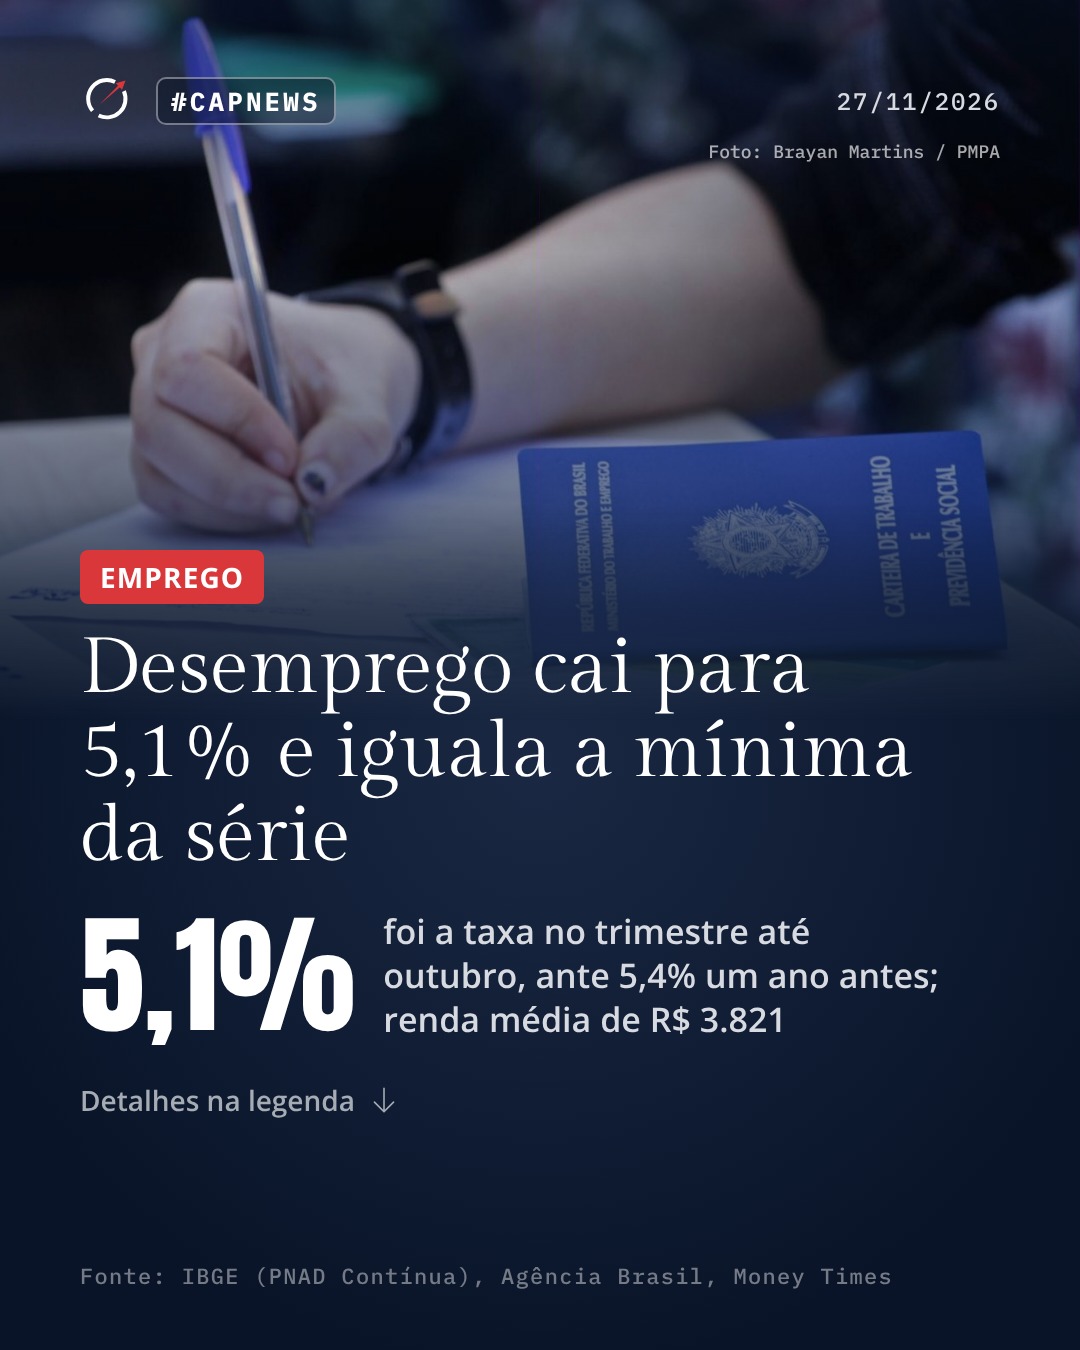 #CAPNEWS
27/11/2026
Foto: Brayan Martins / PMPA
REPÚBLICA FEDERATIVA DO BRASIL
MINISTÉRIO DO TRABALHO E EMPREGO
CARTEIRA DE TRABALHO
E
PREVIDÊNCIA SOCIAL
EMPREGO
Desemprego cai para
5,1% e iguala a mínima
da série
5,1%
foi a taxa no trimestre até
outubro, ante 5,4% um ano antes;
renda média de R$ 3.821
Detalhes na legenda ↓
Fonte: IBGE (PNAD Contínua), Agência Brasil, Money Times